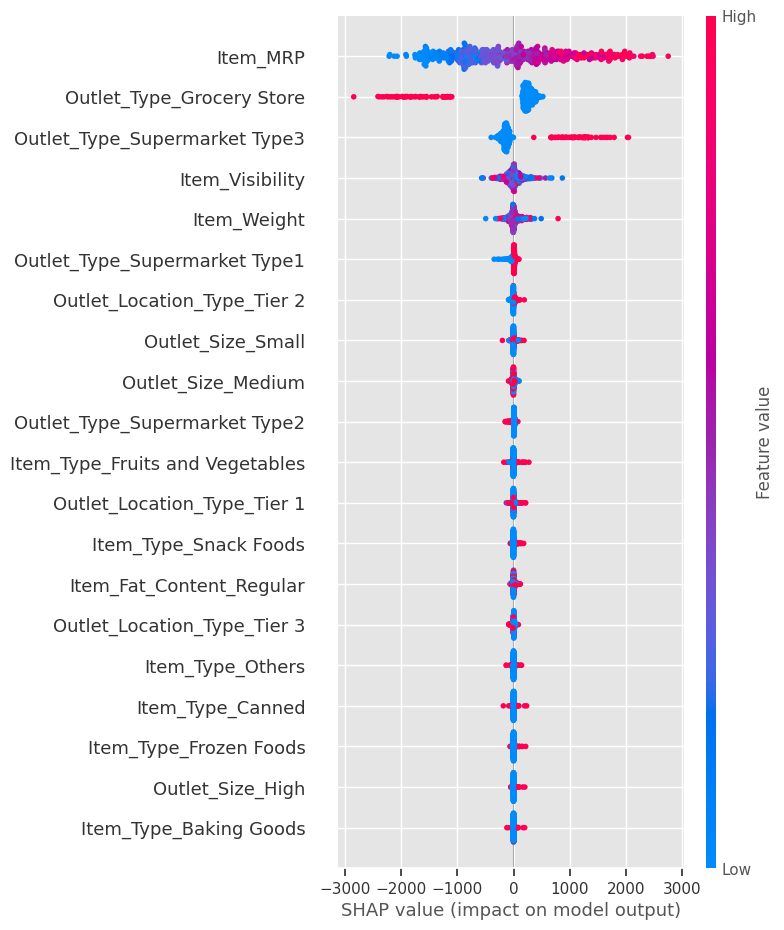 High
Item_MRP
Outlet_Type_Grocery Store
Outlet_Type_Supermarket Type3
Item_Visibility
Item_Weight
Outlet_Type_Supermarket Type1
Outlet_Location_Type_Tier 2
Outlet_Size_Small
Outlet_Size_Medium
Outlet_Type_Supermarket Type2
Item_Type_Fruits and Vegetables
Outlet_Location_Type_Tier 1
Item_Type_Snack Foods
Item_Fat_Content_Regular
Outlet_Location_Type_Tier 3
Item_Type_Others
Item_Type_Canned
Item_Type_Frozen Foods
Outlet_Size_High
Item_Type_Baking Goods
Feature value
Low
−3000 −2000 −1000 0 1000 2000 3000
SHAP value (impact on model output)